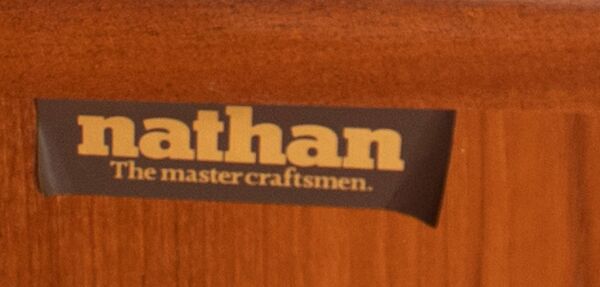 nathan
The master craftsmen.